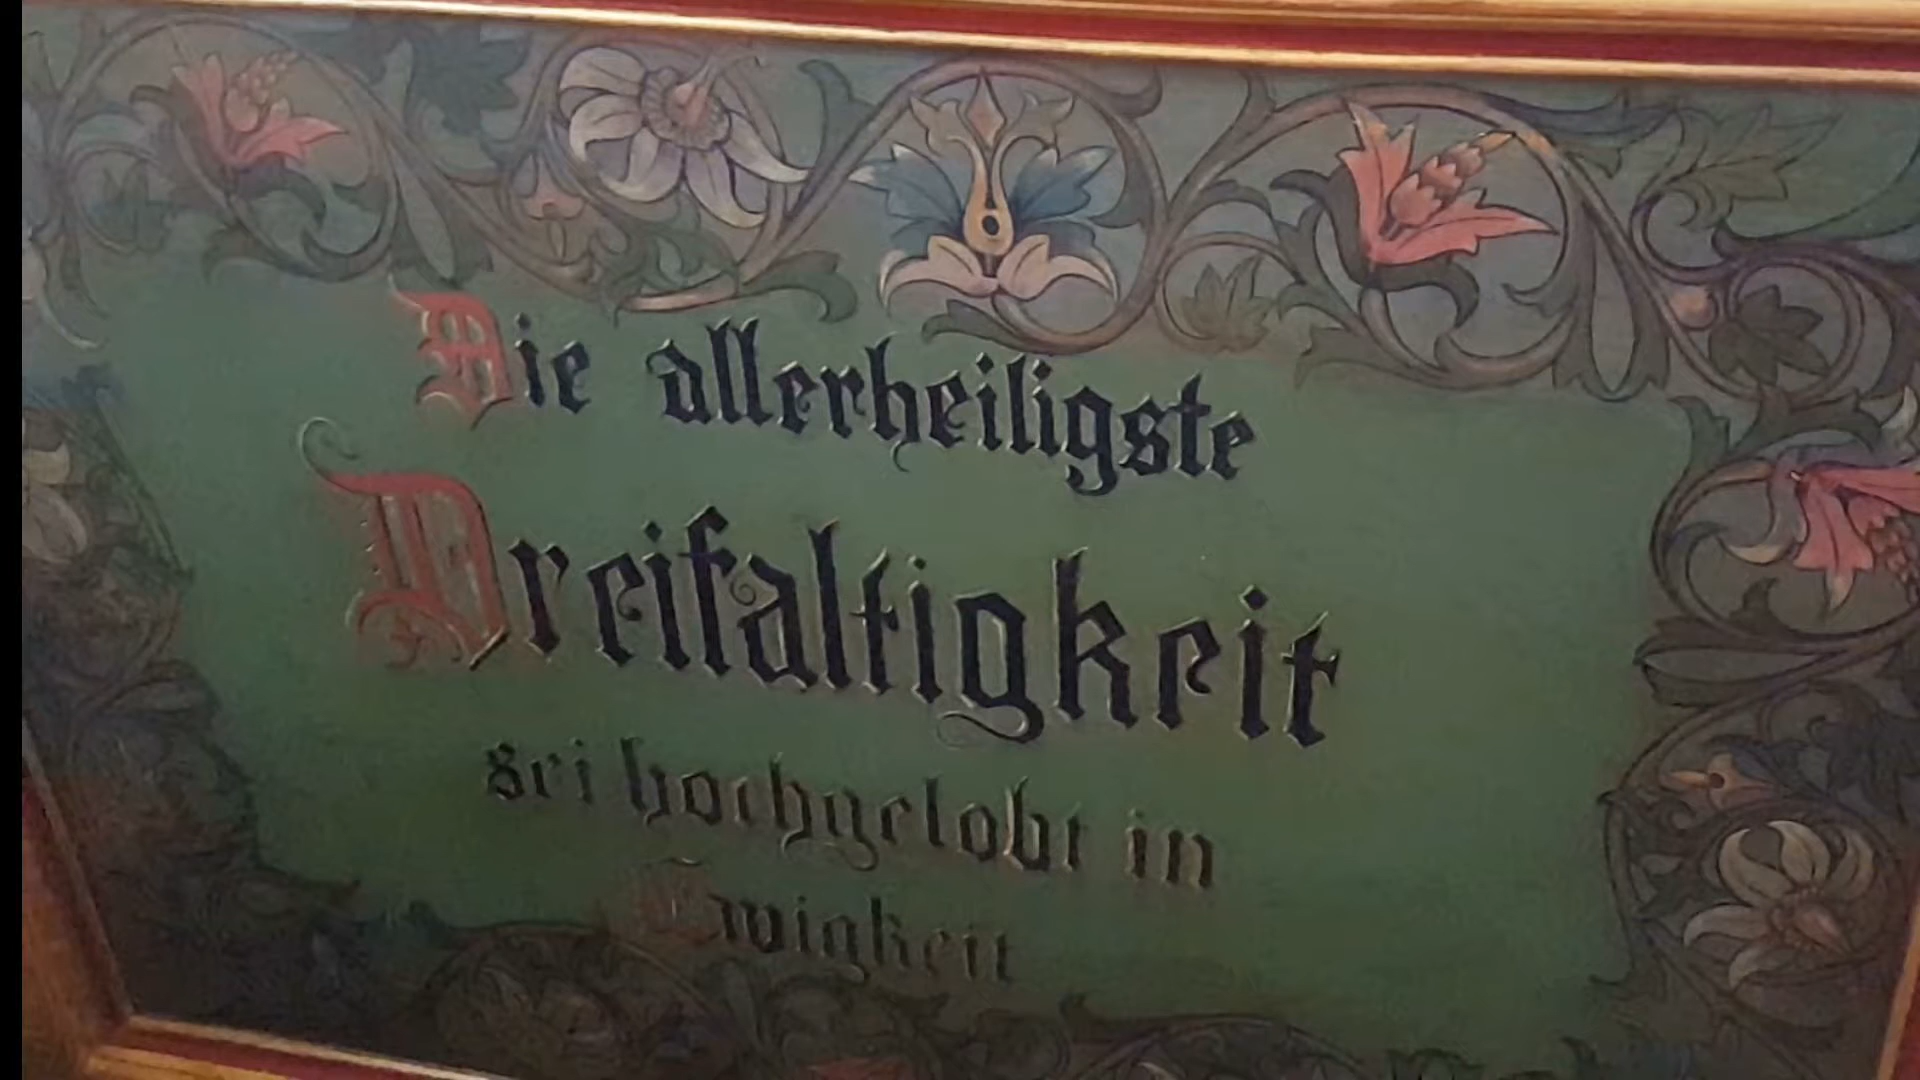 Die allerheiligste
Dreifaltigkeit
sei hochgelobt in
Ewigkeit